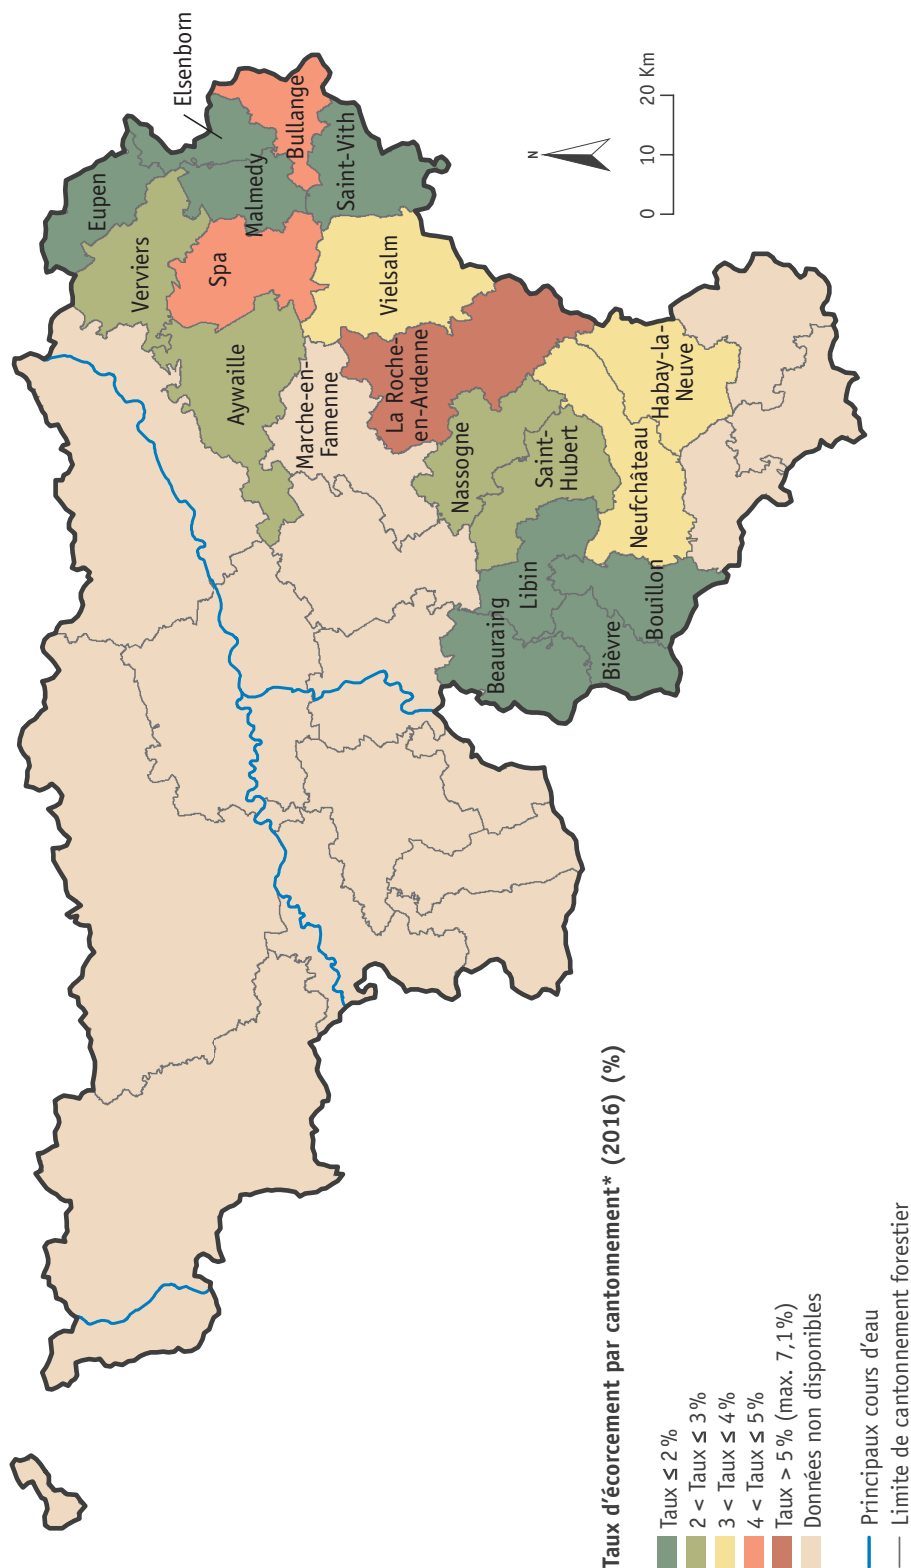 Elsenborn
Eupen
Verviers
Malmedy
Bullange
Saint-Vith
Spa
Aywaille
Vielsalm
Marche-en-
Famenne
La Roche-
en-Ardenne
Nassogne
Saint-
Hubert
Habay-la-
Neuve
Neufchâteau
Libin
Beauraing
Bièvre
Bouillon
N
0 10 20 Km
Taux d'écorcement par cantonnement* (2016) (%)
Taux ≤ 2 %
2 < Taux ≤ 3 %
3 < Taux ≤ 4 %
4 < Taux ≤ 5 %
Taux > 5 % (max. 7,1 %)
Données non disponibles
Principaux cours d'eau
Limite de cantonnement forestier